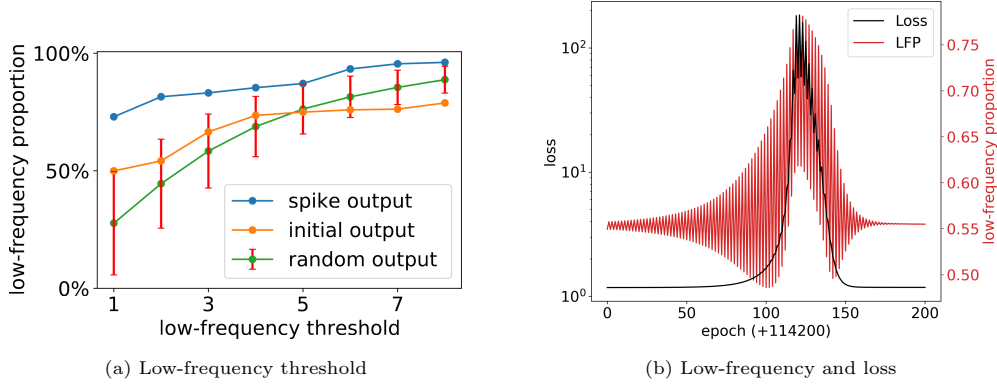 low-frequency proportion
100%
50%
0%
spike output
initial output
random output
1
3
5
7
low-frequency threshold
(a) Low-frequency threshold
loss
10²
10¹
10⁰
Loss
LFP
0.75
0.70
0.65
0.60
0.55
0.50
low-frequency proportion
0
50
100
150
200
epoch (+114200)
(b) Low-frequency and loss